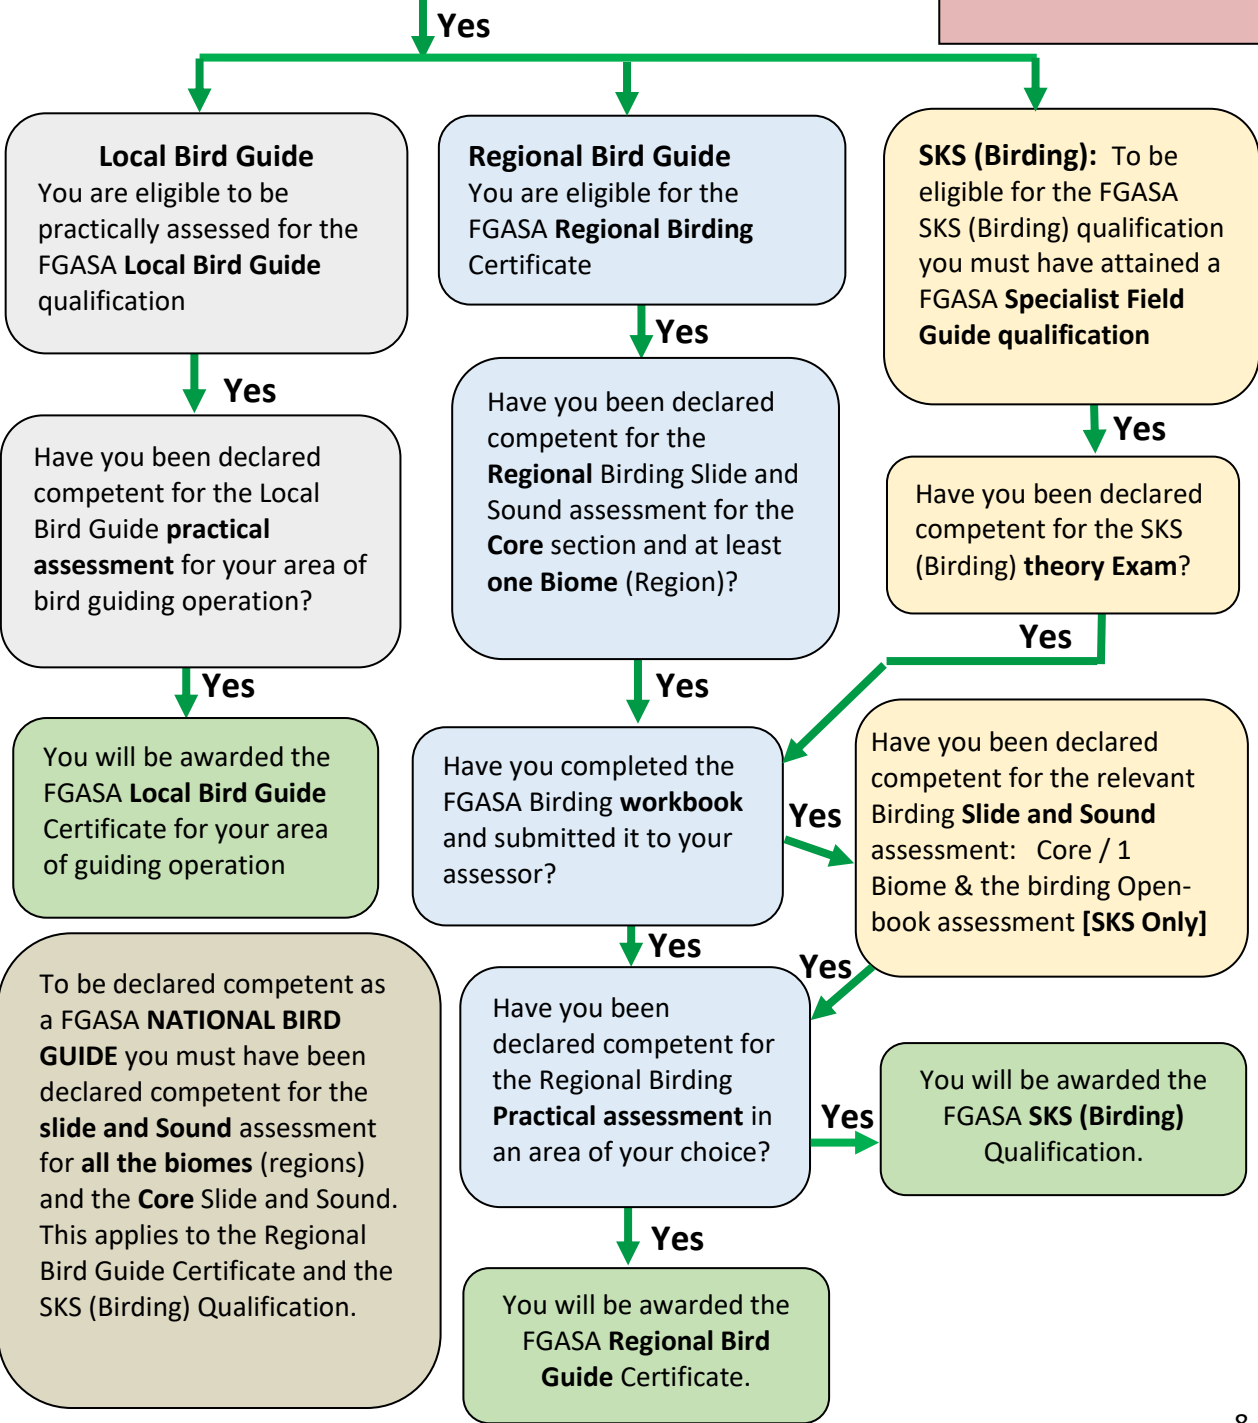 Yes
Local Bird Guide
You are eligible to be
practically assessed for the
FGASA Local Bird Guide
qualification
Regional Bird Guide
You are eligible for the
FGASA Regional Birding
Certificate
SKS (Birding): To be
eligible for the FGASA
SKS (Birding) qualification
you must have attained a
FGASA Specialist Field
Guide qualification
Yes
Yes
Yes
Have you been declared
competent for the Local
Bird Guide practical
assessment for your area of
bird guiding operation?
Have you been declared
competent for the
Regional Birding Slide and
Sound assessment for the
Core section and at least
one Biome (Region)?
Have you been declared
competent for the SKS
(Birding) theory Exam?
Yes
Yes
Yes
You will be awarded the
FGASA Local Bird Guide
Certificate for your area
of guiding operation
Have you completed the
FGASA Birding workbook
and submitted it to your
assessor?
Yes
Have you been declared
competent for the relevant
Birding Slide and Sound
assessment: Core / 1
Biome & the birding Open-
book assessment [SKS Only]
Yes
Yes
To be declared competent as
a FGASA NATIONAL BIRD
GUIDE you must have been
declared competent for the
slide and Sound assessment
for all the biomes (regions)
and the Core Slide and Sound.
This applies to the Regional
Bird Guide Certificate and the
SKS (Birding) Qualification.
Have you been
declared competent for
the Regional Birding
Practical assessment in
an area of your choice?
Yes
You will be awarded the
FGASA SKS (Birding)
Qualification.
Yes
You will be awarded the
FGASA Regional Bird
Guide Certificate.
8